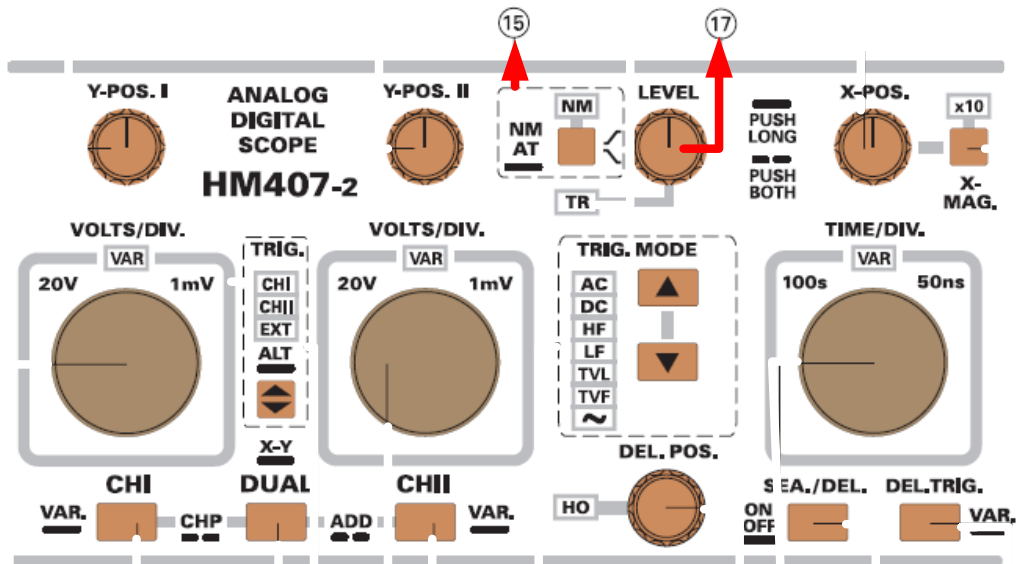 15
17
Y-POS. I
ANALOG
DIGITAL
SCOPE
HM407-2
Y-POS. II
NM
AT
NM
LEVEL
TR
PUSH
LONG
PUSH
BOTH
X-POS.
x10
X-
MAG.
VOLTS/DIV.
VAR
20V
1mV
TRIG.
CHI
CHII
EXT
ALT
X-Y
VOLTS/DIV.
VAR
20V
1mV
TRIG. MODE
AC
DC
HF
LF
TVL
TVF
~
TIME/DIV.
VAR
100s
50ns
DEL. POS.
HO
CHI
VAR.
CHP
DUAL
ADD
CHII
VAR.
SEA./DEL.
ON
OFF
DEL.TRIG.
VAR.